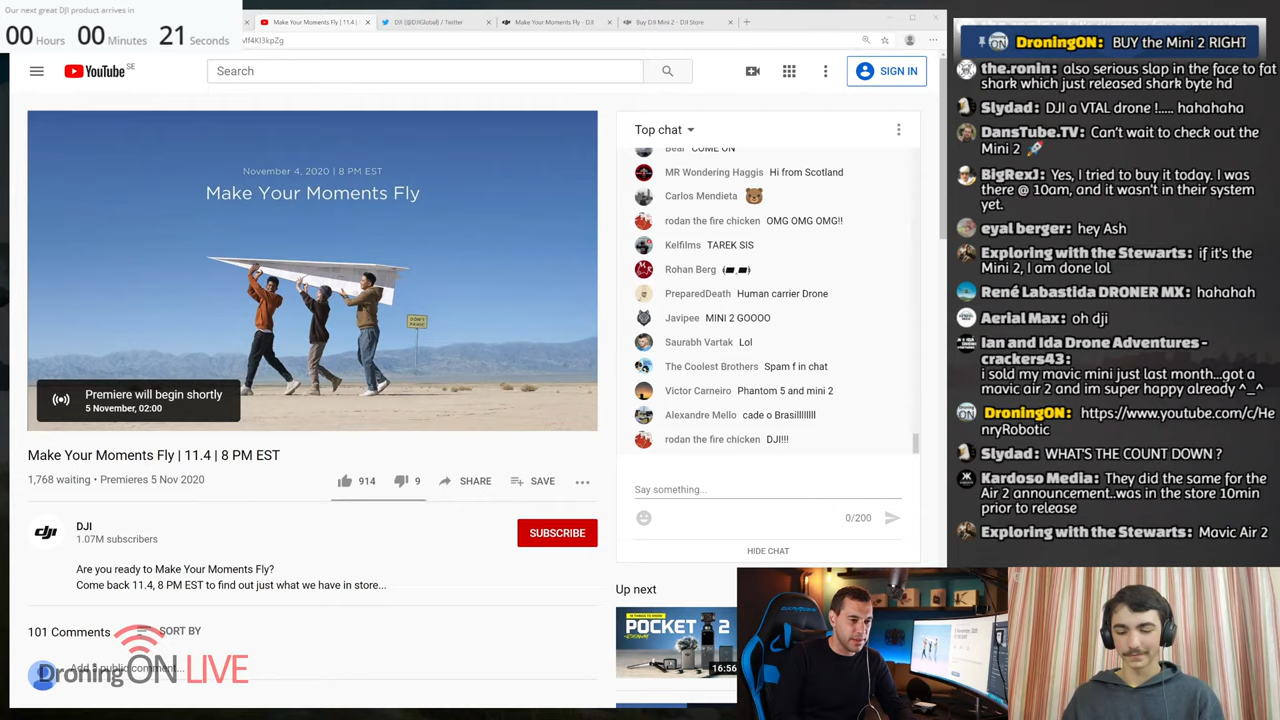 Our next great DJI product arrives in
00 Hours 00 Minutes 21 Seconds
Make Your Moments Fly | 11.4 |
DJI (@DJIGlobal) / Twitter
Make Your Moments Fly - DJI
Buy DJI Mini 2 - DJI Store
Mf4KI3kpZg
YouTube SE
Search
SIGN IN
November 4, 2020 | 8 PM EST
Make Your Moments Fly
DON'T PANIC
Premiere will begin shortly
5 November, 02:00
Make Your Moments Fly | 11.4 | 8 PM EST
1,768 waiting • Premieres 5 Nov 2020
914
9
SHARE
SAVE
dji
DJI
1.07M subscribers
SUBSCRIBE
Are you ready to Make Your Moments Fly?
Come back 11.4, 8 PM EST to find out just what we have in store...
101 Comments
SORT BY
Add a public comment...
DroningON LIVE
Top chat
Bear COME ON
MR Wondering Haggis Hi from Scotland
Carlos Mendieta
rodan the fire chicken OMG OMG OMG!!
Kelfilms TAREK SIS
Rohan Berg
PreparedDeath Human carrier Drone
Javipee MINI 2 GOOOO
Saurabh Vartak Lol
The Coolest Brothers Spam f in chat
Victor Carneiro Phantom 5 and mini 2
Alexandre Mello cade o Brasilllllllll
rodan the fire chicken DJI!!!
Say something...
0/200
HIDE CHAT
Up next
POCKET 2
16:56
DroningON: BUY the Mini 2 RIGHT
the.ronin: also serious slap in the face to fat
shark which just released shark byte hd
Slydad: DJI a VTAL drone !..... hahahaha
DansTube.TV: Can't wait to check out the
Mini 2 🚀
BigRexJ: Yes, I tried to buy it today. I was
there @ 10am, and it wasn't in their system
yet.
eyal berger: hey Ash
Exploring with the Stewarts: if it's the
Mini 2, I am done lol
René Labastida DRONER MX: hahahah
Aerial Max: oh dji
Ian and Ida Drone Adventures -
crackers43:
i sold my mavic mini just last month...got a
mavic air 2 and im super happy already ^_^
DroningON: https://www.youtube.com/c/He
nryRobotic
Slydad: WHAT'S THE COUNT DOWN ?
Kardoso Media: They did the same for the
Air 2 announcement..was in the store 10min
prior to release
Exploring with the Stewarts: Mavic Air 2